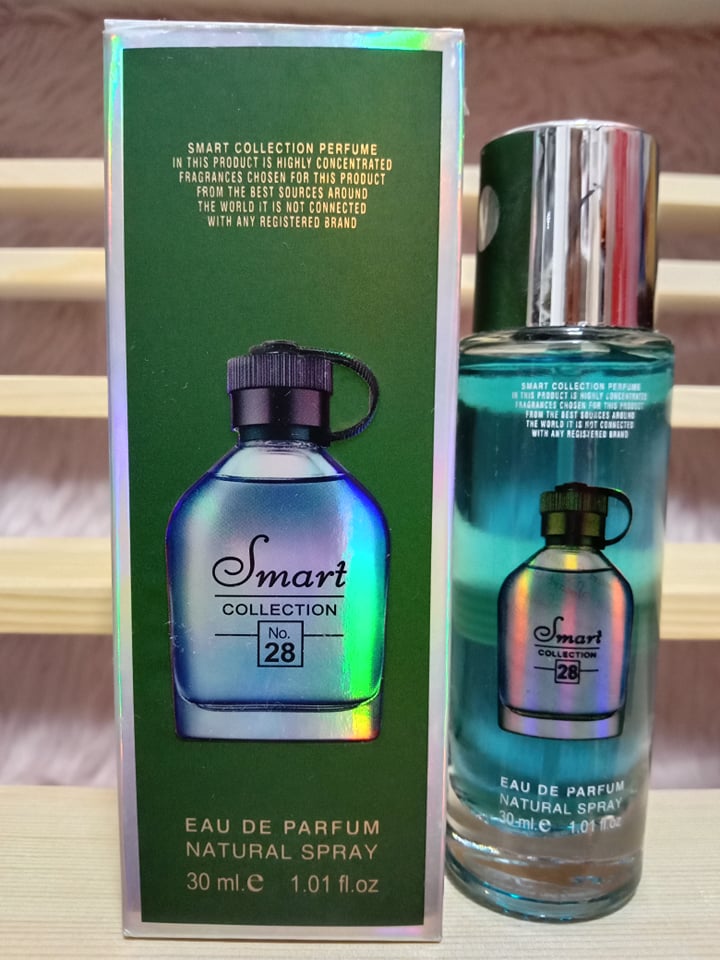 SMART COLLECTION PERFUME
IN THIS PRODUCT IS HIGHLY CONCENTRATED
FRAGRANCES CHOSEN FOR THIS PRODUCT
FROM THE BEST SOURCES AROUND
THE WORLD IT IS NOT CONNECTED
WITH ANY REGISTERED BRAND
Smart
COLLECTION
No.
28
EAU DE PARFUM
NATURAL SPRAY
30 ml.e 1.01 fl.oz
SMART COLLECTION PERFUME
IN THIS PRODUCT IS HIGHLY CONCENTRATED
FRAGRANCES CHOSEN FOR THIS PRODUCT
FROM THE BEST SOURCES AROUND
THE WORLD IT IS NOT CONNECTED
WITH ANY REGISTERED BRAND
Smart
COLLECTION
28
EAU DE PARFUM
NATURAL SPRAY
30 ml.e 1.01 fl oz